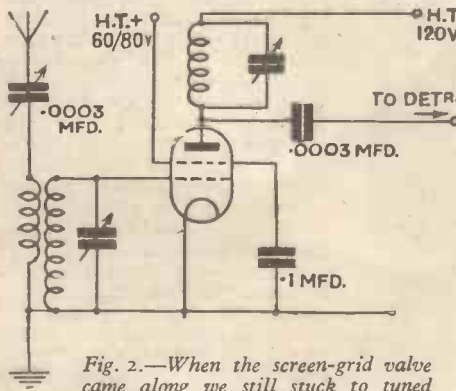 H.T.+
60/80V
H.T.
120V
.0003
MFD.
TO DETR
.0003 MFD.
.1 MFD.
Fig. 2.—When the screen-grid valve
came along we still stuck to tuned